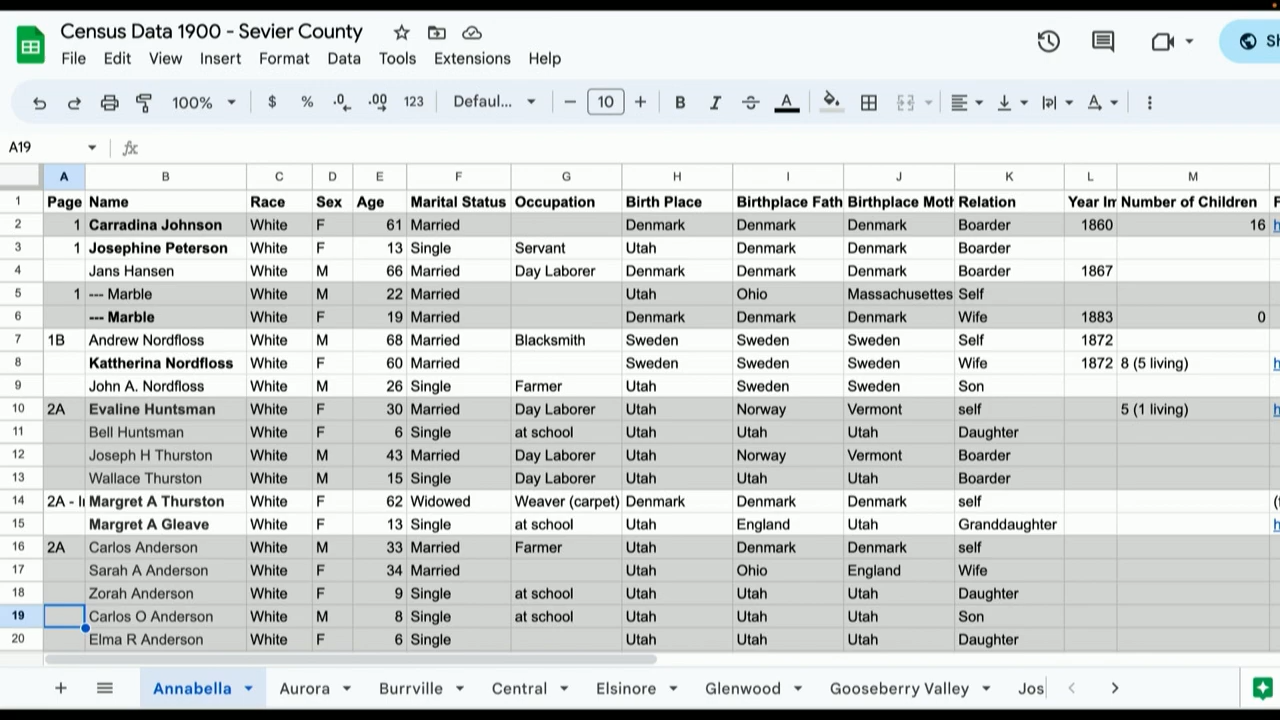 Census Data 1900 - Sevier County
File Edit View Insert Format Data Tools Extensions Help
100% $ % .0 .00 123 Defaul... 10 B I A A
A19 fx
A B C D E F G H I J K L M
1 Page Name Race Sex Age Marital Status Occupation Birth Place Birthplace Fath Birthplace Moth Relation Year Im Number of Children
2 1 Carradina Johnson White F 61 Married Denmark Denmark Denmark Boarder 1860 16
3 1 Josephine Peterson White F 13 Single Servant Utah Denmark Denmark Boarder
4 Jans Hansen White M 66 Married Day Laborer Denmark Denmark Denmark Boarder 1867
5 1 --- Marble White M 22 Married Utah Ohio Massachusettes Self
6 --- Marble White F 19 Married Denmark Denmark Denmark Wife 1883 0
7 1B Andrew Nordfloss White M 68 Married Blacksmith Sweden Sweden Sweden Self 1872
8 Kattherina Nordfloss White F 60 Married Sweden Sweden Sweden Wife 1872 8 (5 living)
9 John A. Nordfloss White M 26 Single Farmer Utah Sweden Sweden Son
10 2A Evaline Huntsman White F 30 Married Day Laborer Utah Norway Vermont self 5 (1 living)
11 Bell Huntsman White F 6 Single at school Utah Utah Utah Daughter
12 Joseph H Thurston White M 43 Married Day Laborer Utah Norway Vermont Boarder
13 Wallace Thurston White M 15 Single Day Laborer Utah Utah Utah Boarder
14 2A - Margret A Thurston White F 62 Widowed Weaver (carpet) Denmark Denmark Denmark self
15 Margret A Gleave White F 13 Single at school Utah England Utah Granddaughter
16 2A Carlos Anderson White M 33 Married Farmer Utah Denmark Denmark self
17 Sarah A Anderson White F 34 Married Utah Ohio England Wife
18 Zorah Anderson White F 9 Single at school Utah Utah Utah Daughter
19 Carlos O Anderson White M 8 Single at school Utah Utah Utah Son
20 Elma R Anderson White F 6 Single Utah Utah Utah Daughter
Annabella Aurora Burrville Central Elsinore Glenwood Gooseberry Valley Jos